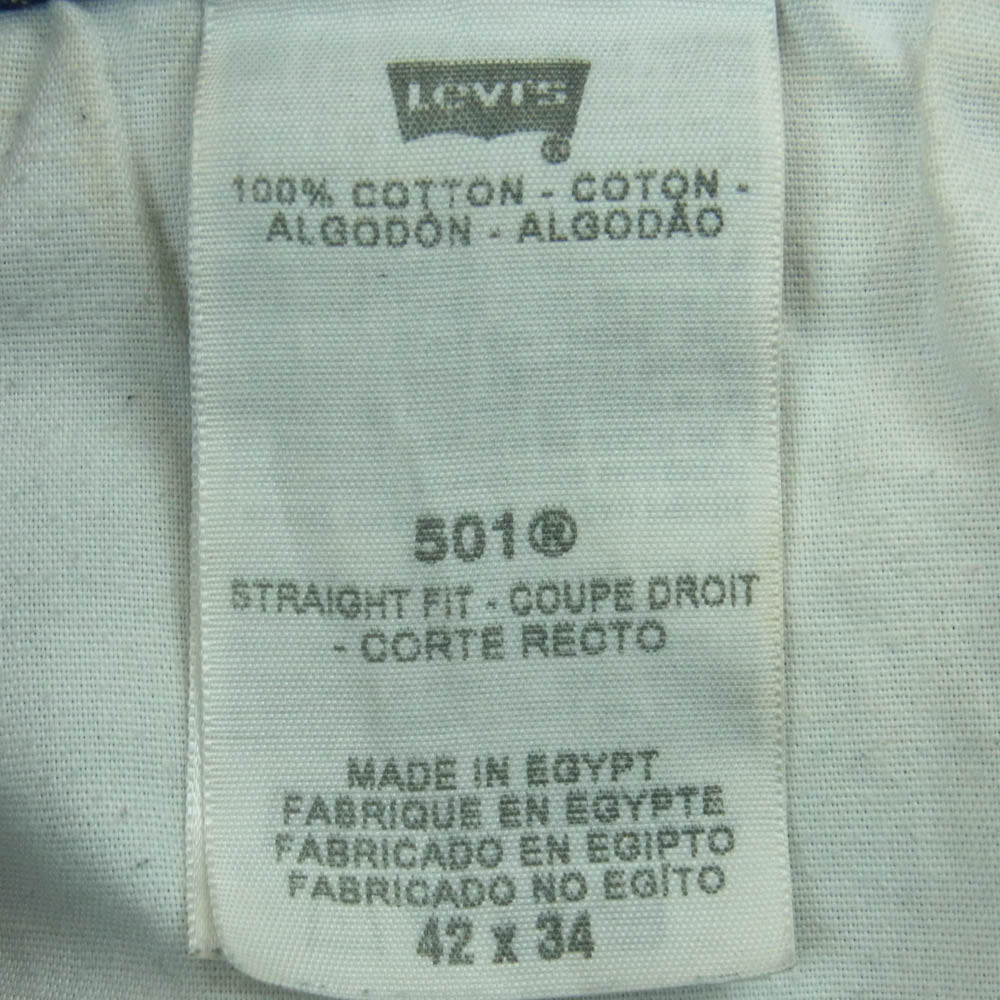 Levi's
®
100% COTTON - COTON -
ALGODÓN - ALGODÃO
501®
STRAIGHT FIT - COUPE DROIT
- CORTE RECTO
MADE IN EGYPT
FABRIQUE EN EGYPTE
FABRICADO EN EGIPTO
FABRICADO NO EGITO
42 x 34